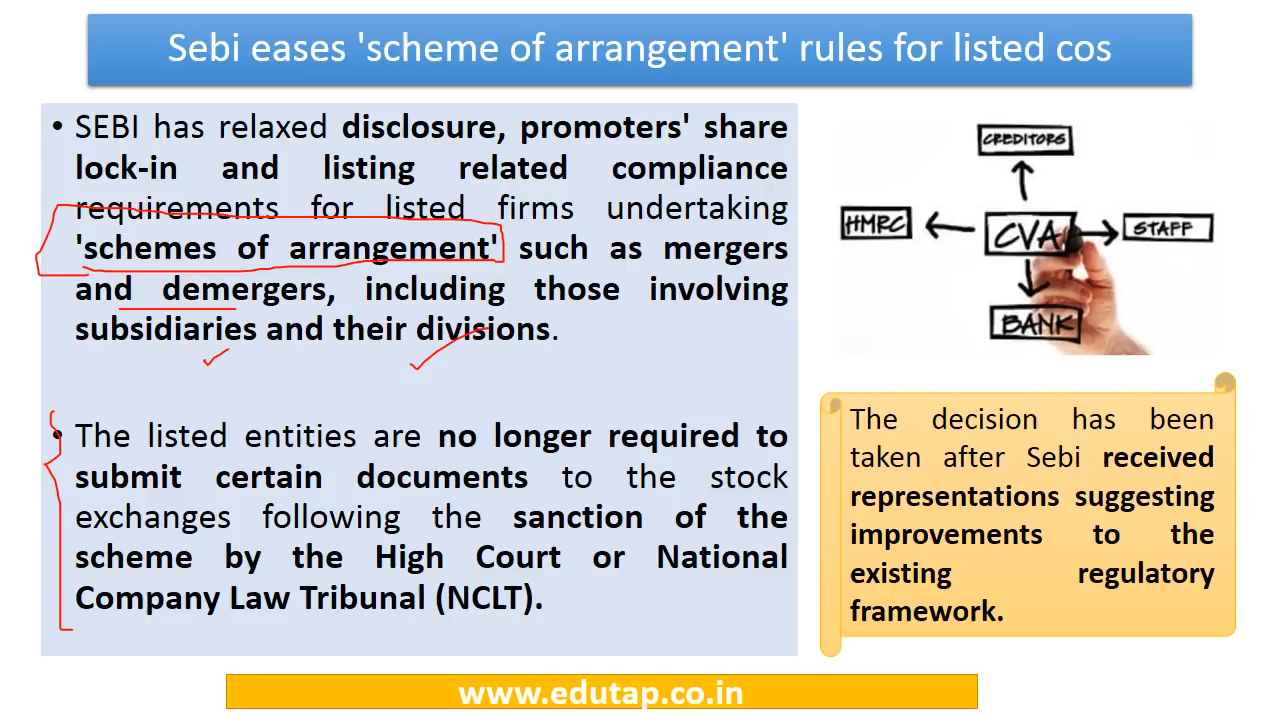 Sebi eases 'scheme of arrangement' rules for listed cos
• SEBI has relaxed disclosure, promoters' share
lock-in and listing related compliance
requirements for listed firms undertaking
'schemes of arrangement' such as mergers
and demergers, including those involving
subsidiaries and their divisions.
• The listed entities are no longer required to
submit certain documents to the stock
exchanges following the sanction of the
scheme by the High Court or National
Company Law Tribunal (NCLT).
CREDITORS
HMRC
CVA
STAFF
BANK
The decision has been
taken after Sebi received
representations suggesting
improvements to the
existing regulatory
framework.
www.edutap.co.in